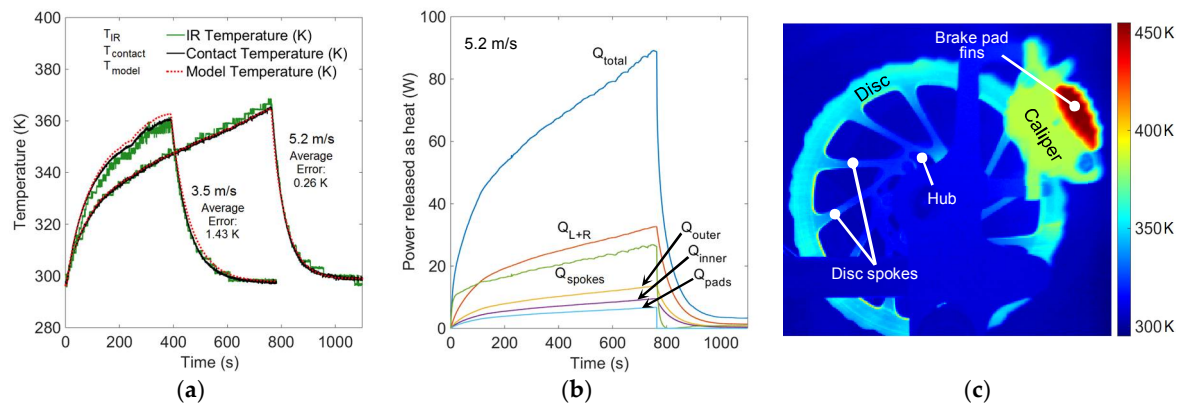 400
380
360
340
320
300
280
0
200
400
600
800
1000
Temperature (K)
Time (s)
T_IR IR Temperature (K)
T_contact Contact Temperature (K)
T_model Model Temperature (K)
5.2 m/s
Average
Error:
0.26 K
3.5 m/s
Average
Error:
1.43 K
(a)
100
80
60
40
20
0
0
200
400
600
800
1000
Power released as heat (W)
Time (s)
5.2 m/s
Q_total
Q_L+R
Q_spokes
Q_outer
Q_inner
Q_pads
(b)
Brake pad
fins
Disc
Caliper
Hub
Disc spokes
450K
400K
350K
300K
(c)